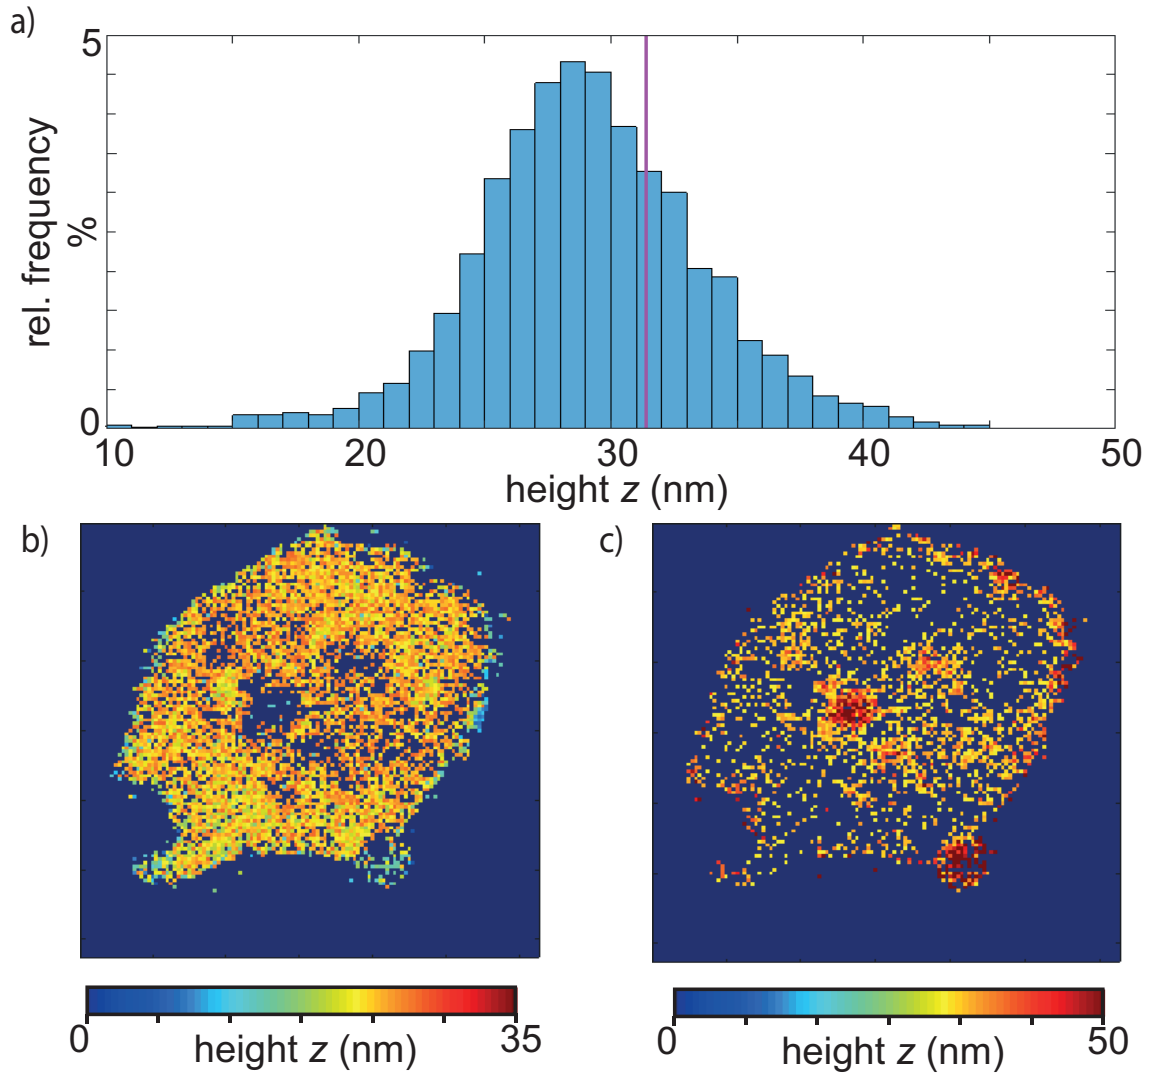 a)
5
rel. frequency
%
0
10 20 30 40 50
height z (nm)
b) c)
0 35 0 50
height z (nm) height z (nm)